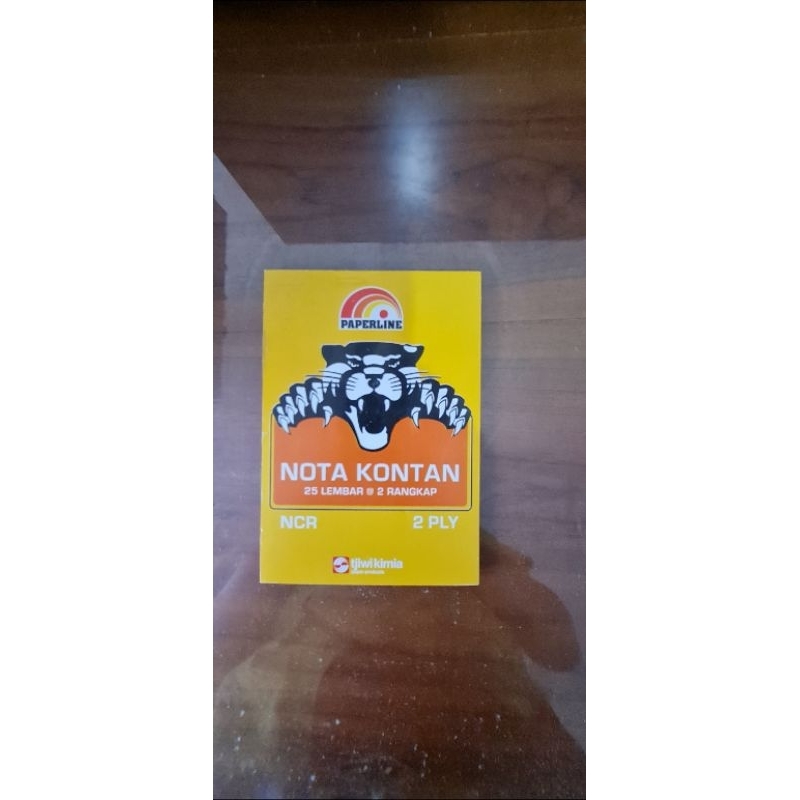 PAPERLINE
NOTA KONTAN
25 LEMBAR @ 2 RANGKAP
NCR 2 PLY
tjiwi kimia